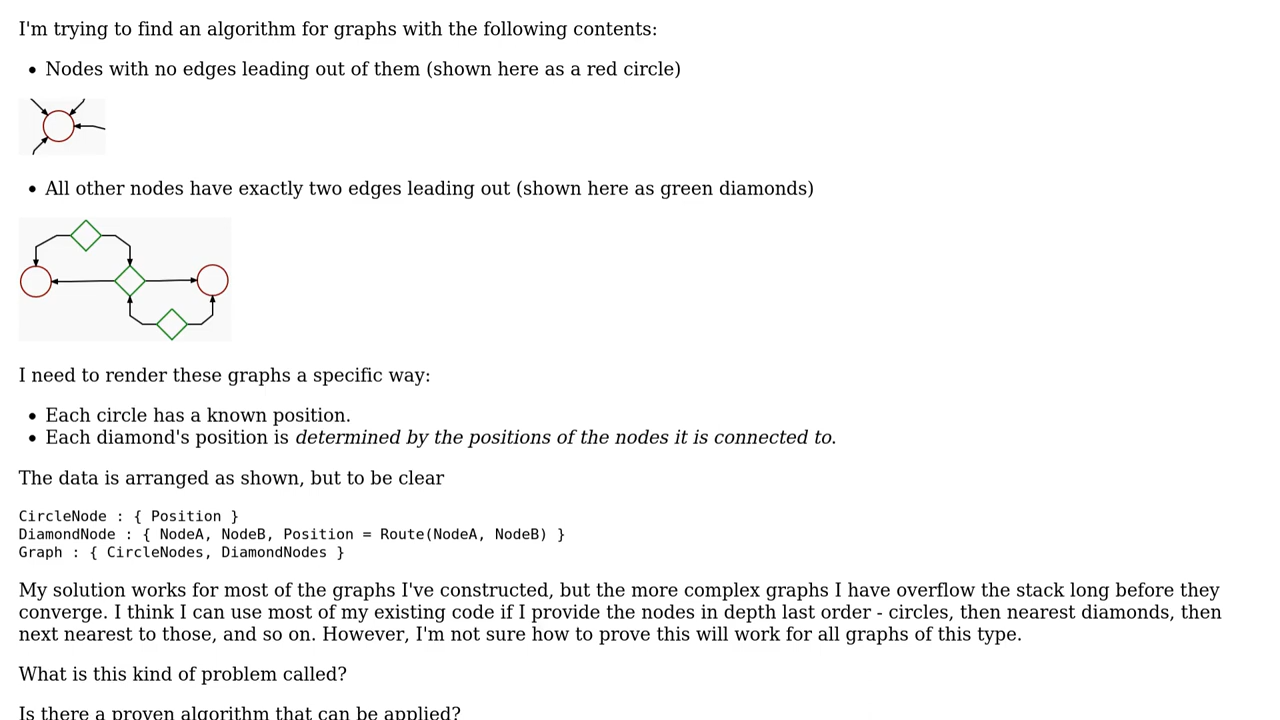 I'm trying to find an algorithm for graphs with the following contents:
• Nodes with no edges leading out of them (shown here as a red circle)
• All other nodes have exactly two edges leading out (shown here as green diamonds)
I need to render these graphs a specific way:
• Each circle has a known position.
• Each diamond's position is determined by the positions of the nodes it is connected to.
The data is arranged as shown, but to be clear
CircleNode : { Position }
DiamondNode : { NodeA, NodeB, Position = Route(NodeA, NodeB) }
Graph : { CircleNodes, DiamondNodes }
My solution works for most of the graphs I've constructed, but the more complex graphs I have overflow the stack long before they
converge. I think I can use most of my existing code if I provide the nodes in depth last order - circles, then nearest diamonds, then
next nearest to those, and so on. However, I'm not sure how to prove this will work for all graphs of this type.
What is this kind of problem called?
Is there a proven algorithm that can be applied?